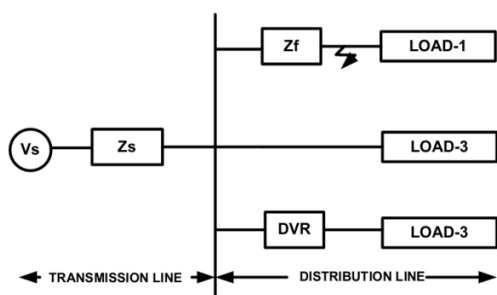 Zf
LOAD-1
Vs
Zs
LOAD-3
DVR
LOAD-3
TRANSMISSION LINE
DISTRIBUTION LINE